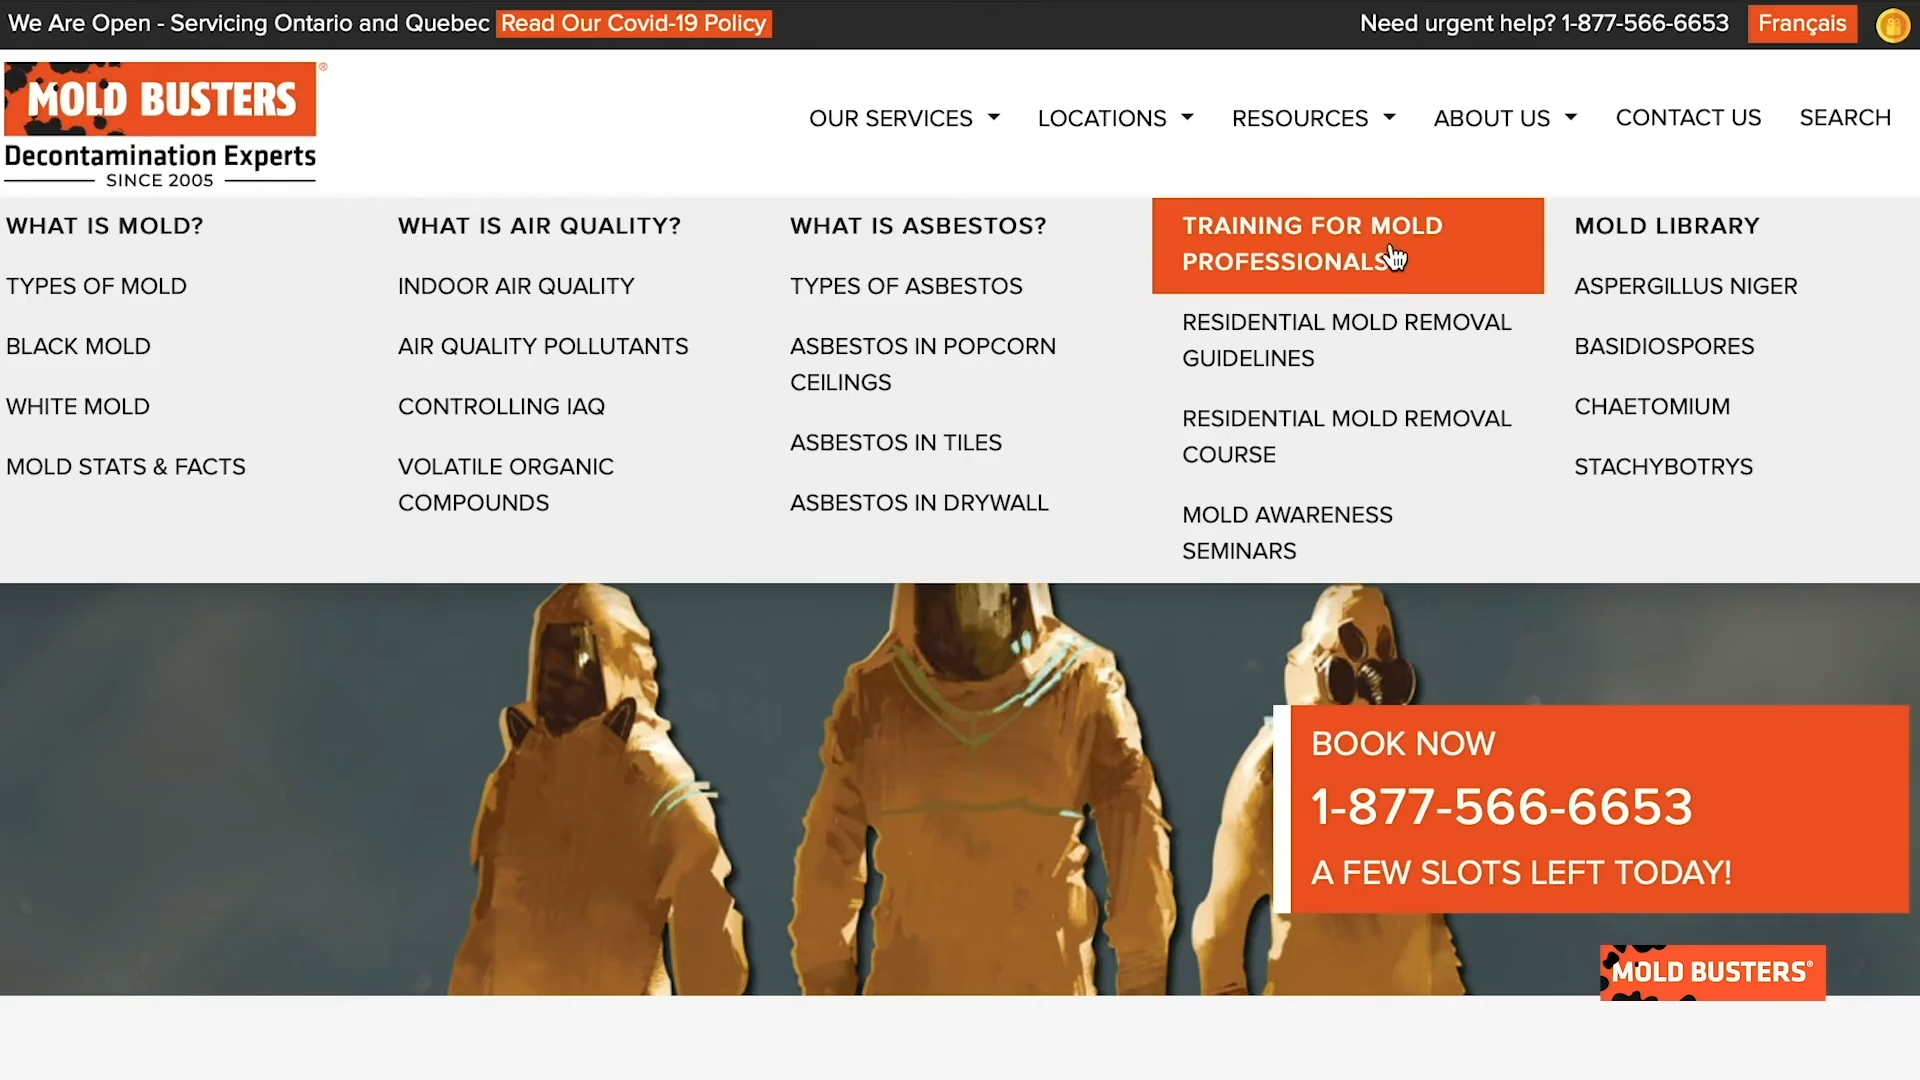 We Are Open - Servicing Ontario and Quebec Read Our Covid-19 Policy
Need urgent help? 1-877-566-6653 Français
MOLD BUSTERS®
Decontamination Experts
SINCE 2005
OUR SERVICES LOCATIONS RESOURCES ABOUT US CONTACT US SEARCH
WHAT IS MOLD?
TYPES OF MOLD
BLACK MOLD
WHITE MOLD
MOLD STATS & FACTS
WHAT IS AIR QUALITY?
INDOOR AIR QUALITY
AIR QUALITY POLLUTANTS
CONTROLLING IAQ
VOLATILE ORGANIC
COMPOUNDS
WHAT IS ASBESTOS?
TYPES OF ASBESTOS
ASBESTOS IN POPCORN
CEILINGS
ASBESTOS IN TILES
ASBESTOS IN DRYWALL
TRAINING FOR MOLD
PROFESSIONALS
RESIDENTIAL MOLD REMOVAL
GUIDELINES
RESIDENTIAL MOLD REMOVAL
COURSE
MOLD AWARENESS
SEMINARS
MOLD LIBRARY
ASPERGILLUS NIGER
BASIDIOSPORES
CHAETOMIUM
STACHYBOTRYS
BOOK NOW
1-877-566-6653
A FEW SLOTS LEFT TODAY!
MOLD BUSTERS®